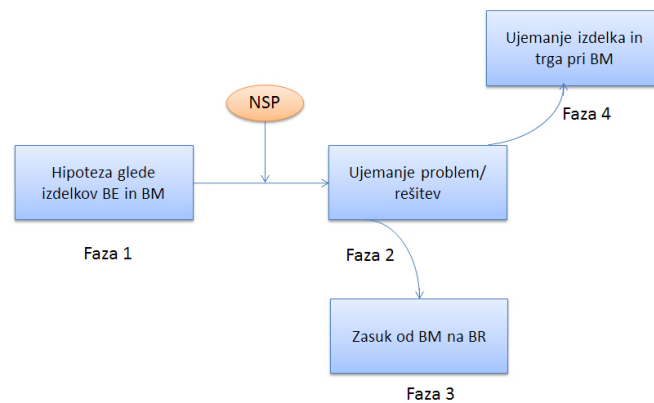 Ujemanje izdelka in
trga pri BM
NSP
Faza 4
Hipoteza glede
izdelkov BE in BM
Ujemanje problem/
rešitev
Faza 1
Faza 2
Zasuk od BM na BR
Faza 3